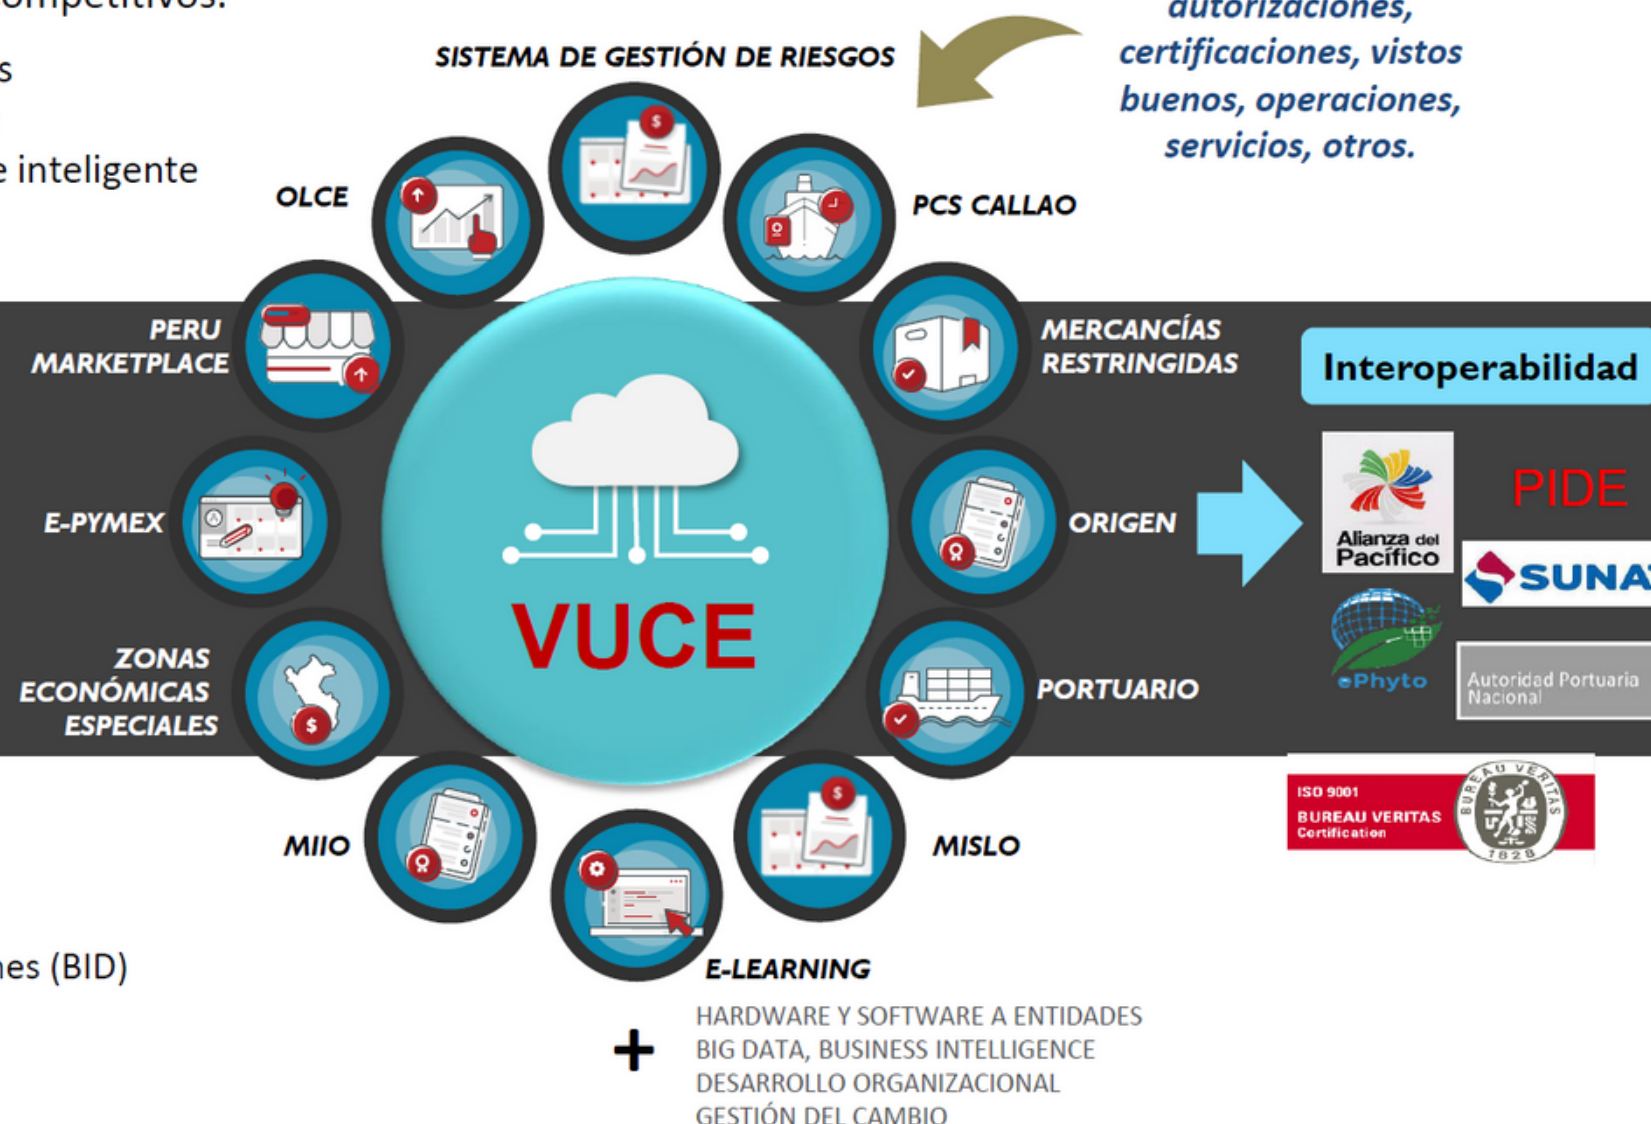 autorizaciones,
certificaciones, vistos
buenos, operaciones,
servicios, otros.
e inteligente
SISTEMA DE GESTIÓN DE RIESGOS
OLCE
PCS CALLAO
PERU
MARKETPLACE
MERCANCÍAS
RESTRINGIDAS
E-PYMEX
ORIGEN
ZONAS
ECONÓMICAS
ESPECIALES
PORTUARIO
MIIO
MISLO
E-LEARNING
VUCE
Interoperabilidad
Alianza del
Pacífico
PIDE
SUNAT
ePhyto
Autoridad Portuaria
Nacional
ISO 9001
BUREAU VERITAS
Certification
BUREAU VERITAS
1828
(BID)
+
HARDWARE Y SOFTWARE A ENTIDADES
BIG DATA, BUSINESS INTELLIGENCE
DESARROLLO ORGANIZACIONAL
GESTIÓN DEL CAMBIO